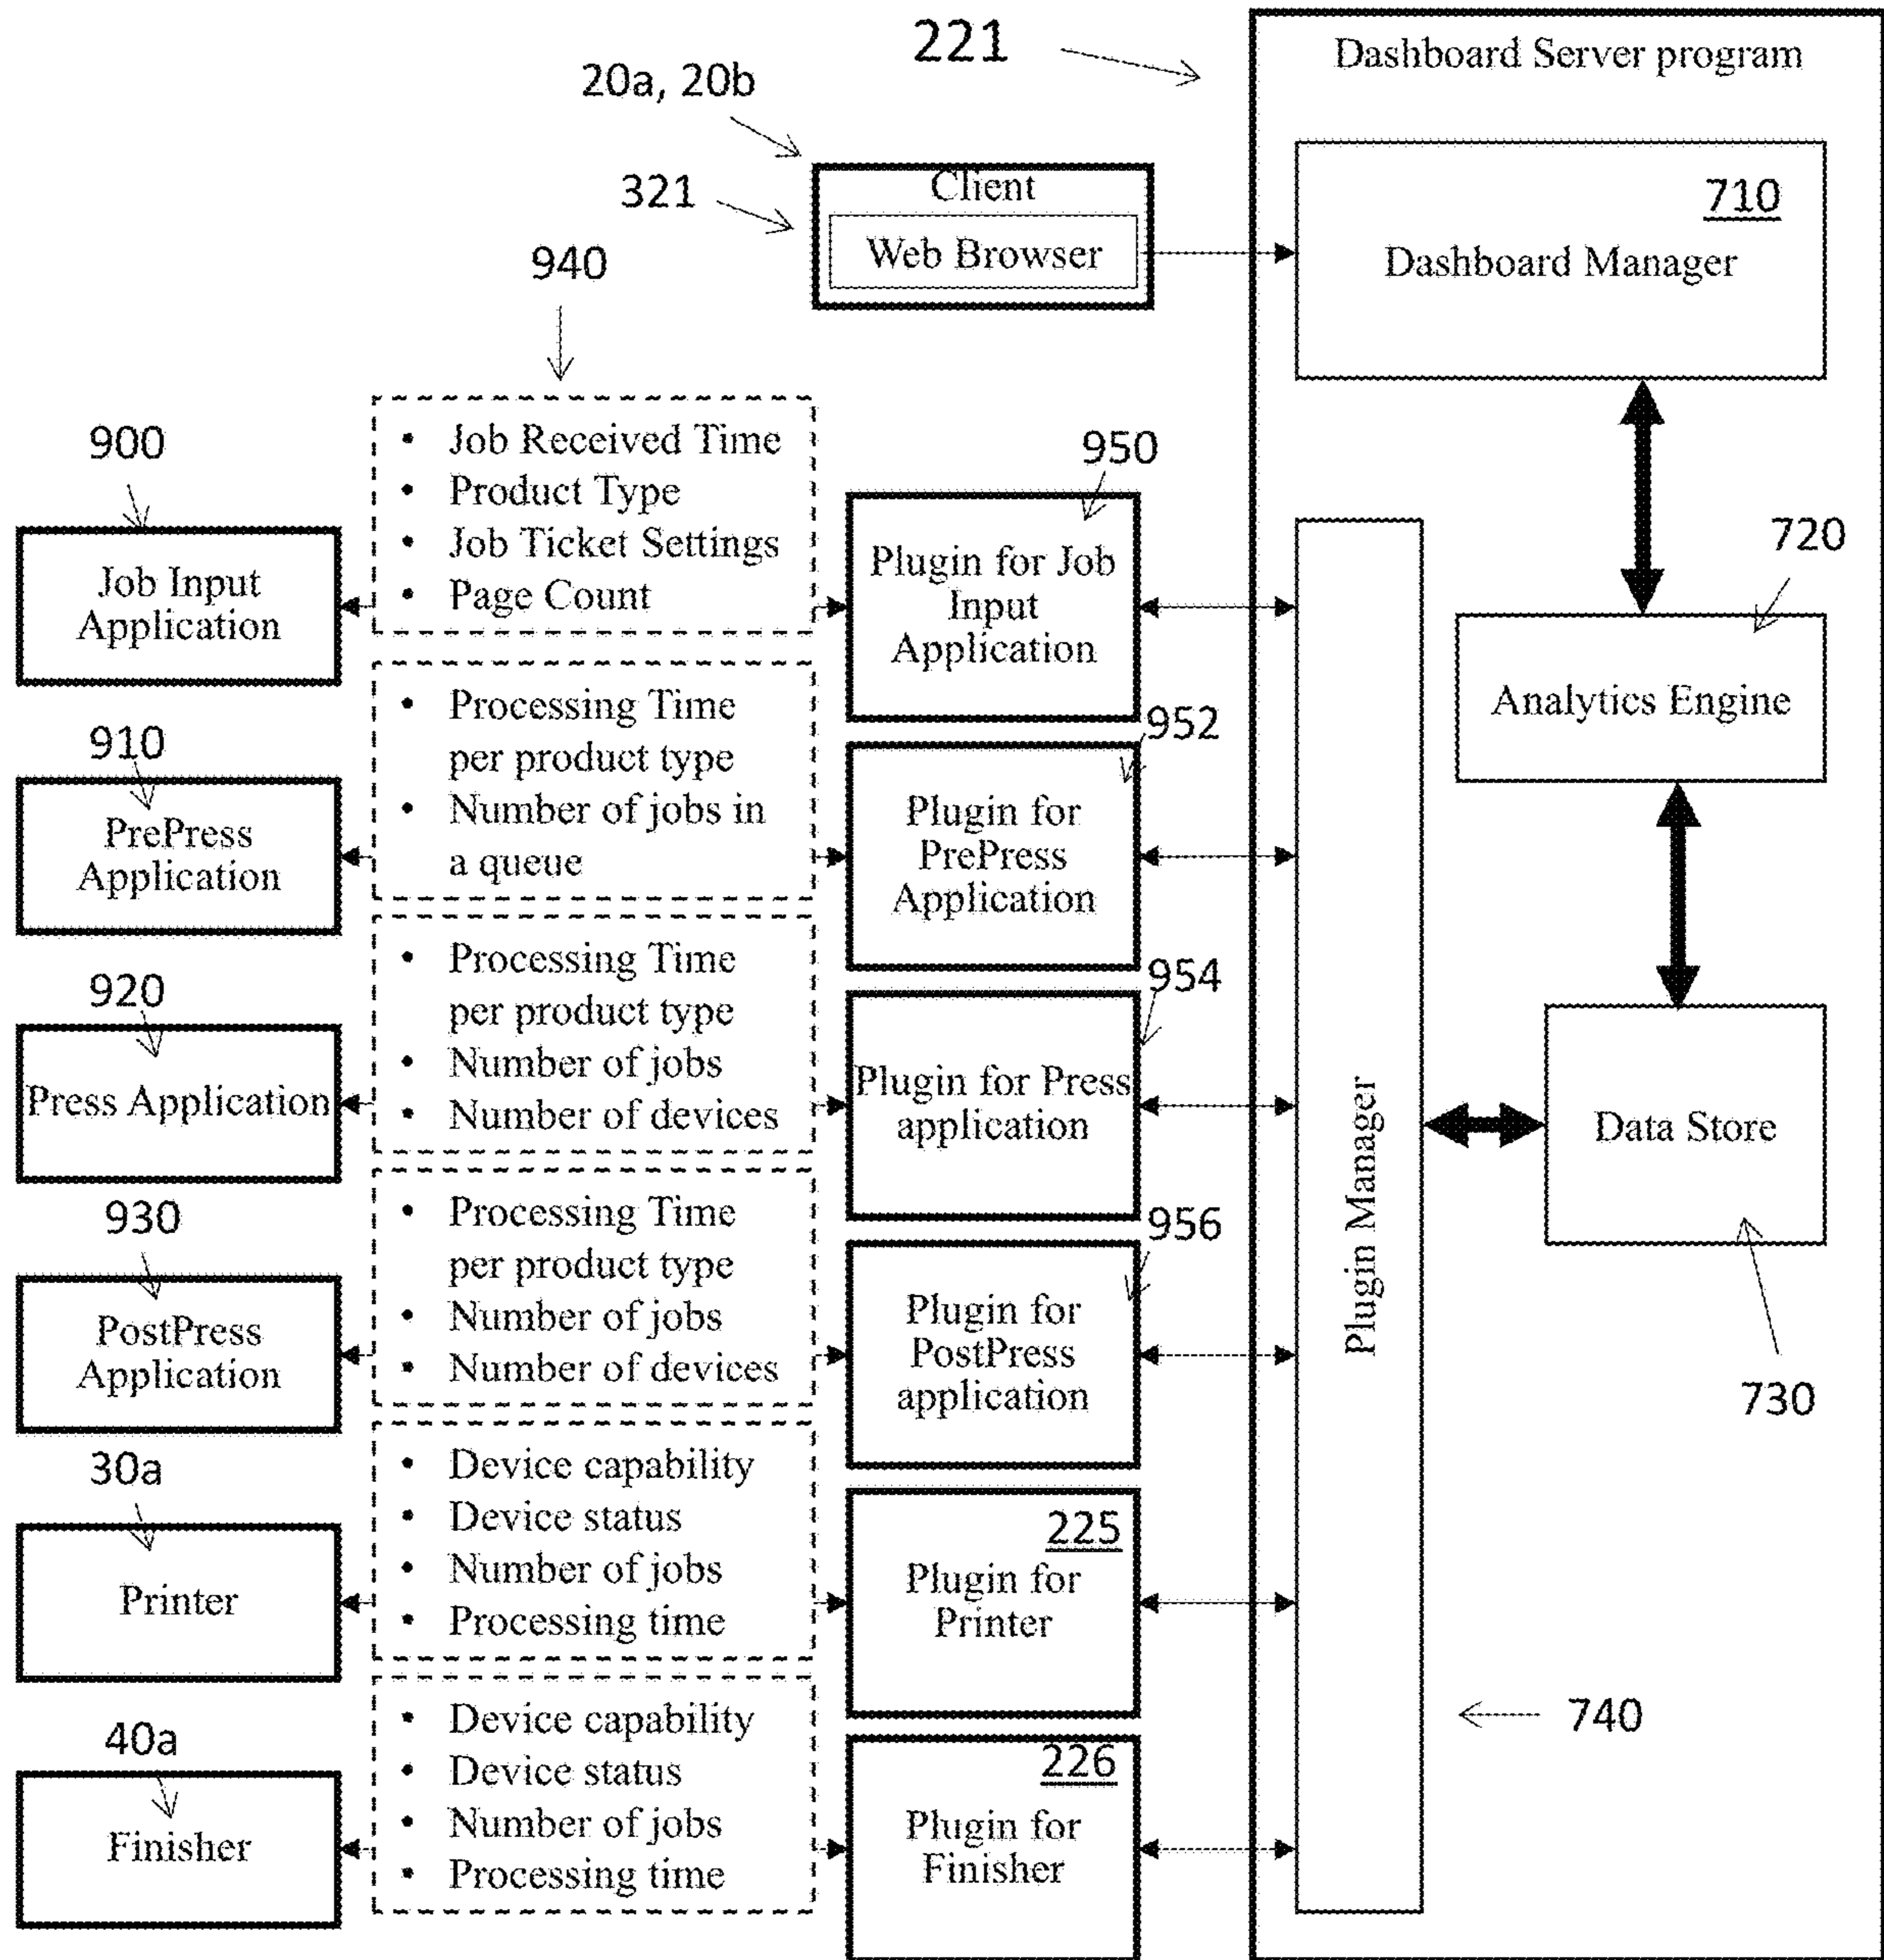 221
Dashboard Server program
20a, 20b
321
Client
Web Browser
710
Dashboard Manager
940
900
Job Input
Application
• Job Received Time
• Product Type
• Job Ticket Settings
• Page Count
950
Plugin for Job
Input
Application
720
Analytics Engine
910
PrePress
Application
• Processing Time
per product type
• Number of jobs in
a queue
952
Plugin for
PrePress
Application
920
Press Application
• Processing Time
per product type
• Number of jobs
• Number of devices
954
Plugin for Press
application
Plugin Manager
Data Store
730
930
PostPress
Application
• Processing Time
per product type
• Number of jobs
• Number of devices
956
Plugin for
PostPress
application
30a
Printer
• Device capability
• Device status
• Number of jobs
• Processing time
225
Plugin for
Printer
740
40a
Finisher
• Device capability
• Device status
• Number of jobs
• Processing time
226
Plugin for
Finisher